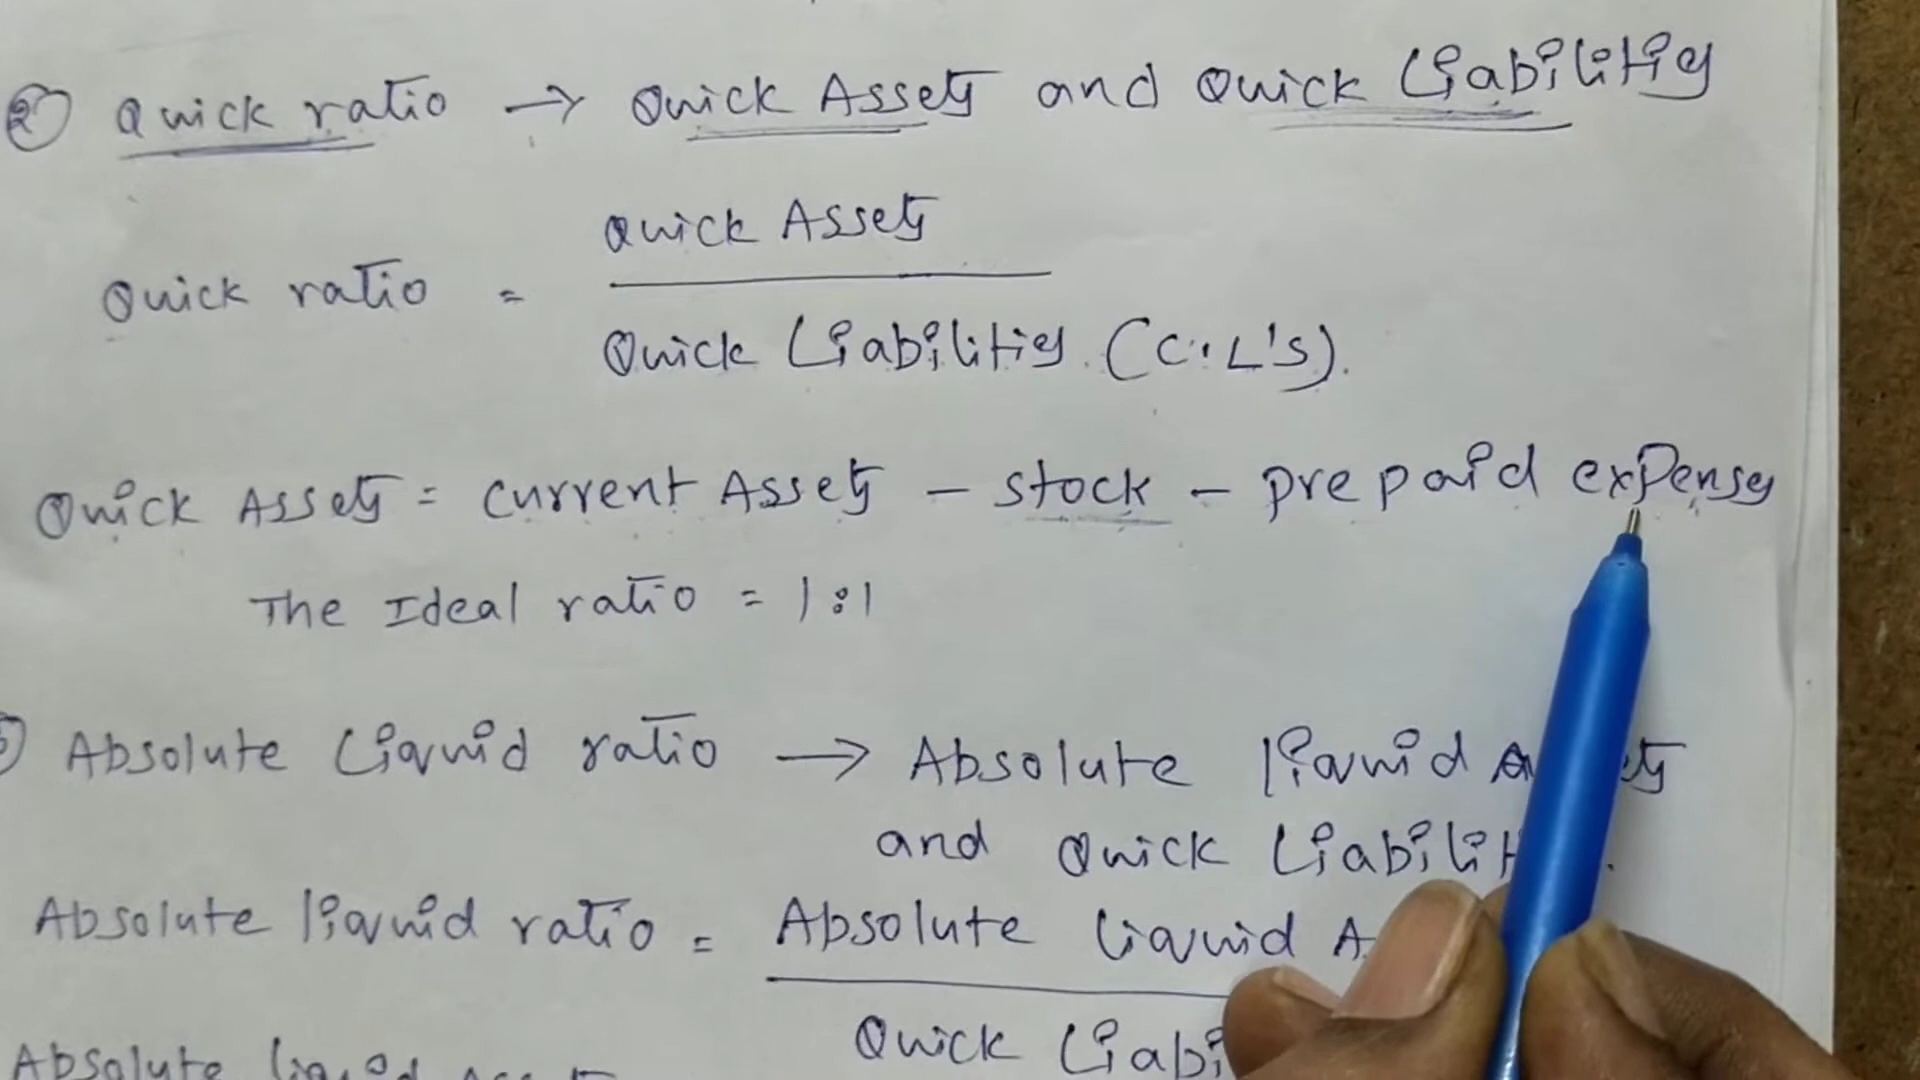 ② Quick ratio → Quick Assets and Quick Liabilities
Quick Assets
Quick ratio =
Quick Liabilities (C.L's).
Quick Assets = current Assets - stock - prepaid expenses
The Ideal ratio = 1:1
Absolute Liquid ratio → Absolute liquid
and Quick
Absolute liquid ratio = Absolute Liquid
Quick
Absolute